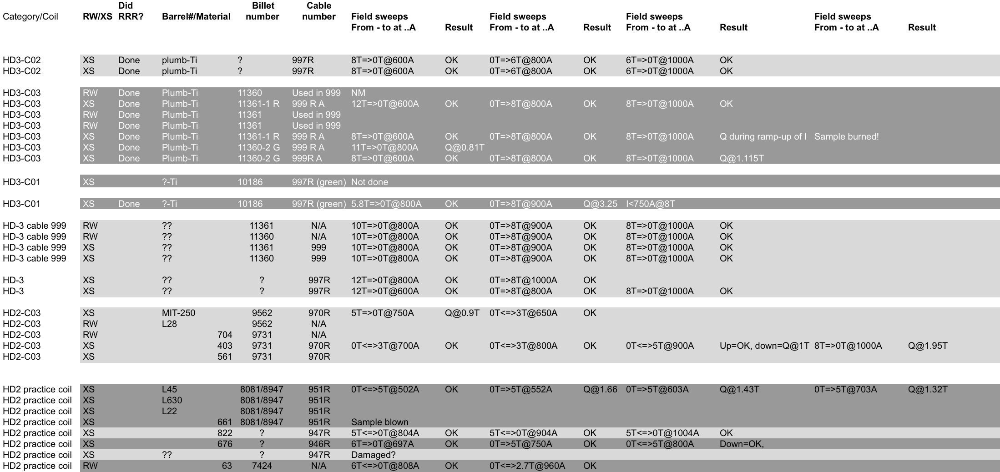 Did Billet Cable
Category/Coil RW/XS RRR? Barrel#/Material number number Field sweeps Field sweeps Field sweeps Field sweeps
From - to at ..A Result From - to at ..A Result From - to at ..A Result From - to at ..A Result
HD3-C02 XS Done plumb-Ti ? 997R 8T=>0T@600A OK 0T=>6T@800A OK 6T=>0T@1000A OK
HD3-C02 XS Done plumb-Ti ? 997R 8T=>0T@600A OK 0T=>6T@800A OK 6T=>0T@1000A OK
HD3-C03 RW Done Plumb-Ti 11360 Used in 999 NM
HD3-C03 XS Done Plumb-Ti 11361-1 R 999 R A 12T=>0T@600A OK 0T=>8T@800A OK 8T=>0T@1000A OK
HD3-C03 RW Done Plumb-Ti 11361 Used in 999
HD3-C03 RW Done Plumb-Ti 11361 Used in 999
HD3-C03 XS Done Plumb-Ti 11361-1 R 999 R A 8T=>0T@600A OK 0T=>8T@800A OK 8T=>0T@1000A Q during ramp-up of I Sample burned!
HD3-C03 XS Done Plumb-Ti 11360-2 G 999 R A 11T=>0T@800A Q@0.81T
HD3-C03 XS Done Plumb-Ti 11360-2 G 999R A 8T=>0T@600A OK 0T=>8T@800A OK 8T=>0T@1000A Q@1.115T
HD3-C01 XS ?-Ti 10186 997R (green) Not done
HD3-C01 XS Done ?-Ti 10186 997R (green) 5.8T=>0T@800A OK 0T=>8T@900A Q@3.25 I<750A@8T
HD-3 cable 999 RW ?? 11361 N/A 10T=>0T@800A OK 0T=>8T@900A OK 8T=>0T@1000A OK
HD-3 cable 999 RW ?? 11360 N/A 10T=>0T@800A OK 0T=>8T@900A OK 8T=>0T@1000A OK
HD-3 cable 999 XS ?? 11361 999 10T=>0T@800A OK 0T=>8T@900A OK 8T=>0T@1000A OK
HD-3 cable 999 XS ?? 11360 999 10T=>0T@800A OK 0T=>8T@900A OK 8T=>0T@1000A OK
HD-3 XS ?? ? 997R 12T=>0T@800A OK 0T=>8T@1000A OK
HD-3 XS ?? ? 997R 12T=>0T@600A OK 0T=>8T@800A OK 8T=>0T@1000A OK
HD2-C03 XS MIT-250 9562 970R 5T=>0T@750A Q@0.9T 0T<=>3T@650A OK
HD2-C03 RW L28 9562 N/A
HD2-C03 RW 704 9731 N/A
HD2-C03 XS 403 9731 970R 0T<=>3T@700A OK 0T<=>3T@800A OK 0T<=>5T@900A Up=OK, down=Q@1T 8T=>0T@1000A Q@1.95T
HD2-C03 XS 561 9731 970R
HD2 practice coil XS L45 8081/8947 951R 0T<=>5T@502A OK 0T=>5T@552A Q@1.66 0T=>5T@603A Q@1.43T 0T=>5T@703A Q@1.32T
HD2 practice coil XS L630 8081/8947 951R
HD2 practice coil XS L22 8081/8947 951R
HD2 practice coil XS 661 8081/8947 951R Sample blown
HD2 practice coil XS 822 ? 947R 5T<=>0T@804A OK 5T<=>0T@904A OK 5T<=>0T@1004A OK
HD2 practice coil XS 676 ? 946R 6T=>0T@697A OK 0T=>5T@750A OK 0T<=>5T@800A Down=OK,
HD2 practice coil XS ?? ? 947R Damaged?
HD2 practice coil RW 63 7424 N/A 6T<=>0T@808A OK 0T<=>2.7T@960A OK